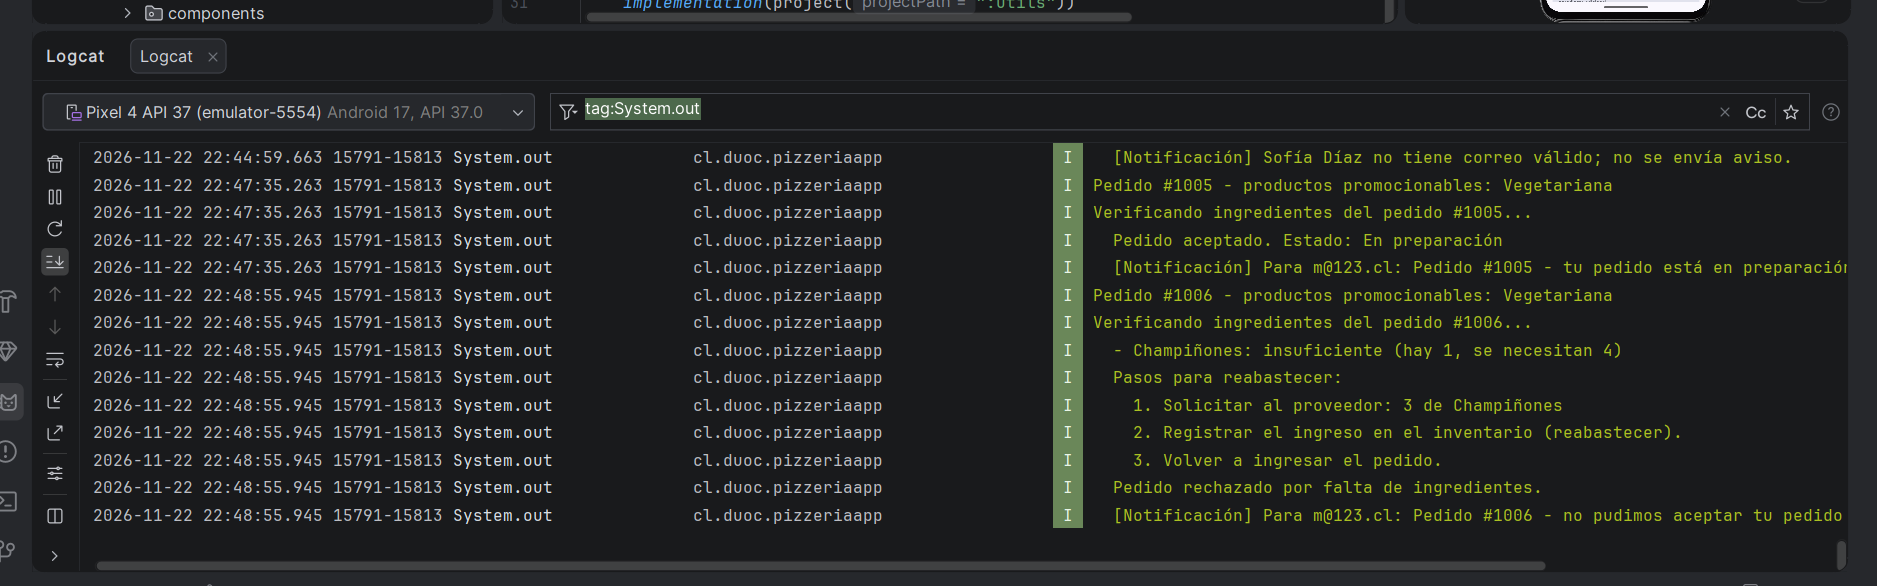 components
31 implementation(project( projectPath = ":utils"))
Logcat Logcat
Pixel 4 API 37 (emulator-5554) Android 17, API 37.0 tag:System.out Cc
2026-11-22 22:44:59.663 15791-15813 System.out cl.duoc.pizzeriaapp I [Notificación] Sofía Díaz no tiene correo válido; no se envía aviso.
2026-11-22 22:47:35.263 15791-15813 System.out cl.duoc.pizzeriaapp I Pedido #1005 - productos promocionables: Vegetariana
2026-11-22 22:47:35.263 15791-15813 System.out cl.duoc.pizzeriaapp I Verificando ingredientes del pedido #1005...
2026-11-22 22:47:35.263 15791-15813 System.out cl.duoc.pizzeriaapp I Pedido aceptado. Estado: En preparación
2026-11-22 22:47:35.263 15791-15813 System.out cl.duoc.pizzeriaapp I [Notificación] Para m@123.cl: Pedido #1005 - tu pedido está en preparación
2026-11-22 22:48:55.945 15791-15813 System.out cl.duoc.pizzeriaapp I Pedido #1006 - productos promocionables: Vegetariana
2026-11-22 22:48:55.945 15791-15813 System.out cl.duoc.pizzeriaapp I Verificando ingredientes del pedido #1006...
2026-11-22 22:48:55.945 15791-15813 System.out cl.duoc.pizzeriaapp I - Champiñones: insuficiente (hay 1, se necesitan 4)
2026-11-22 22:48:55.945 15791-15813 System.out cl.duoc.pizzeriaapp I Pasos para reabastecer:
2026-11-22 22:48:55.945 15791-15813 System.out cl.duoc.pizzeriaapp I 1. Solicitar al proveedor: 3 de Champiñones
2026-11-22 22:48:55.945 15791-15813 System.out cl.duoc.pizzeriaapp I 2. Registrar el ingreso en el inventario (reabastecer).
2026-11-22 22:48:55.945 15791-15813 System.out cl.duoc.pizzeriaapp I 3. Volver a ingresar el pedido.
2026-11-22 22:48:55.945 15791-15813 System.out cl.duoc.pizzeriaapp I Pedido rechazado por falta de ingredientes.
2026-11-22 22:48:55.945 15791-15813 System.out cl.duoc.pizzeriaapp I [Notificación] Para m@123.cl: Pedido #1006 - no pudimos aceptar tu pedido